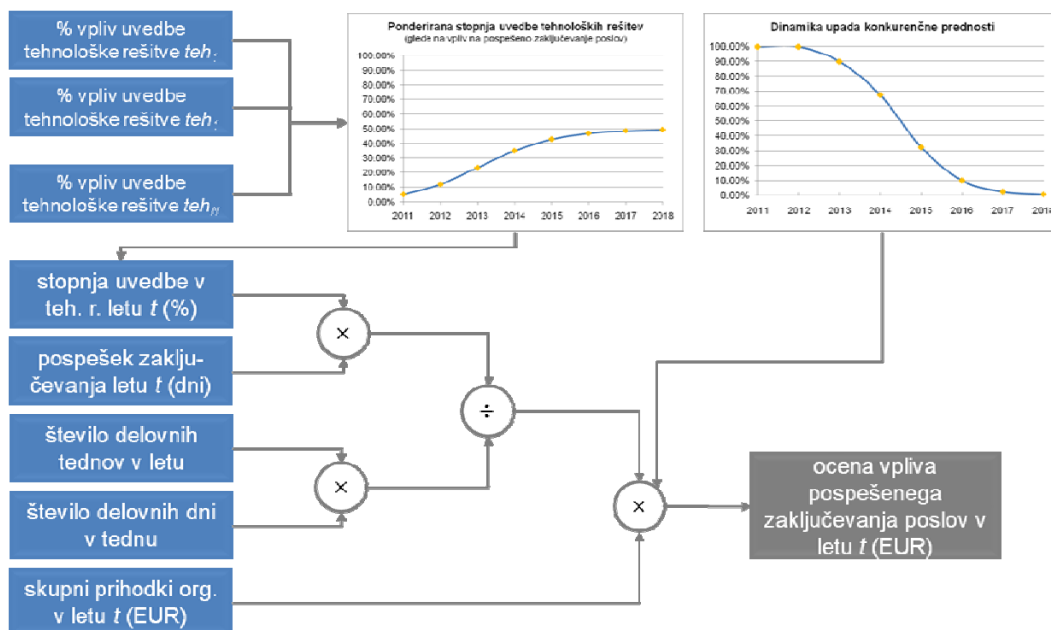 % vpliv uvedbe
tehnološke rešitve teh
% vpliv uvedbe
tehnološke rešitve teh
% vpliv uvedbe
tehnološke rešitve teh
Ponderirana stopnja uvedbe tehnoloških rešitev
(glede na vpliv na pospešeno zaključevanje poslov)
100.00%
90.00%
80.00%
70.00%
60.00%
50.00%
40.00%
30.00%
20.00%
10.00%
0.00%
2011 2012 2013 2014 2015 2016 2017 2018
Dinamika upada konkurenčne prednosti
100.00%
90.00%
80.00%
70.00%
60.00%
50.00%
40.00%
30.00%
20.00%
10.00%
0.00%
2011 2012 2013 2014 2015 2016 2017 2018
stopnja uvedbe v
teh. r. letu t (%)
×
pospešek zaklju-
čevanja letu t (dni)
÷
število delovnih
tednov v letu
×
število delovnih dni
v tednu
×
ocena vpliva
pospešenega
zaključevanja poslov v
letu t (EUR)
skupni prihodki org.
v letu t (EUR)